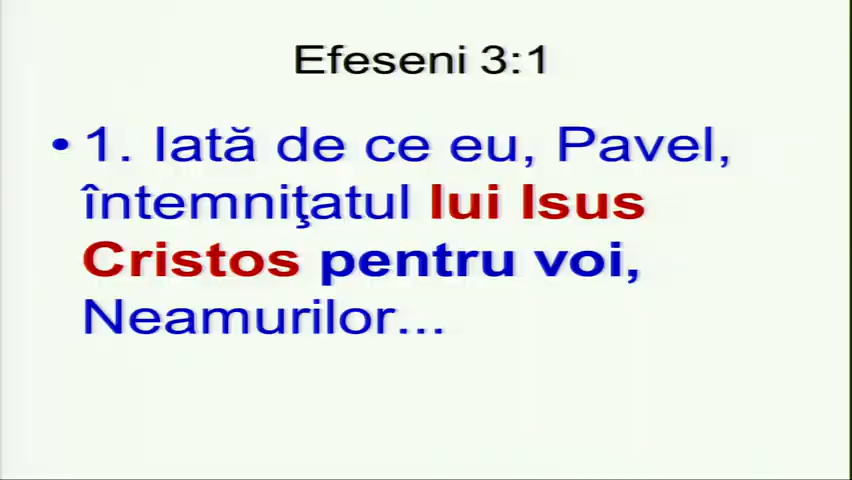 Efeseni 3:1
• 1. Iată de ce eu, Pavel,
întemniţatul lui Isus
Cristos pentru voi,
Neamurilor...